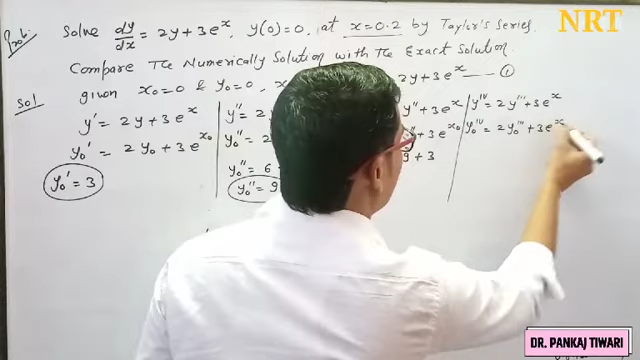 Prob. Solve dy/dx = 2y + 3e^x, y(0) = 0, at x = 0.2 by Taylor's Series.
NRT
Compare The Numerically Solution with The Exact Solution.
Sol given x₀=0 & y₀=0, 2y + 3e^x — ①
y' = 2y + 3e^x
y₀' = 2y₀ + 3e^x₀
y₀' = 3
y'' = 2
y₀'' = 2
y₀'' = 6
y₀'' = 9
y'' + 3e^x
+ 3e^x₀
9 + 3
y^IV = 2y''' + 3e^x
y₀^IV = 2y₀''' + 3e^x
DR. PANKAJ TIWARI